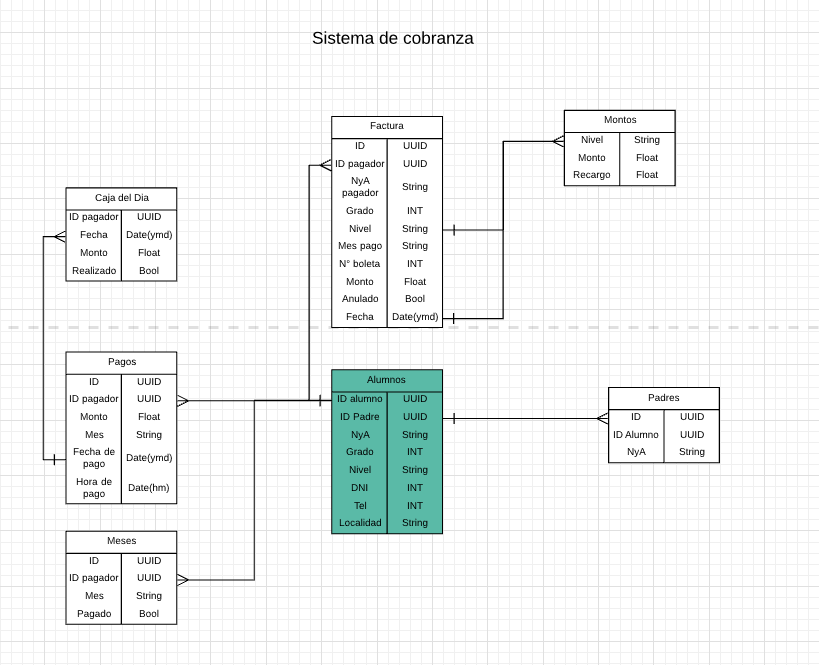 Sistema de cobranza
Factura
ID UUID
ID pagador UUID
NyA
pagador
String
Grado INT
Nivel String
Mes pago String
N° boleta INT
Monto Float
Anulado Bool
Fecha Date(ymd)
Montos
Nivel String
Monto Float
Recargo Float
Caja del Dia
ID pagador UUID
Fecha Date(ymd)
Monto Float
Realizado Bool
Pagos
ID UUID
ID pagador UUID
Monto Float
Mes String
Fecha de
pago
Date(ymd)
Hora de
pago
Date(hm)
Alumnos
ID alumno UUID
ID Padre UUID
NyA String
Grado INT
Nivel String
DNI INT
Tel INT
Localidad String
Padres
ID UUID
ID Alumno UUID
NyA String
Meses
ID UUID
ID pagador UUID
Mes String
Pagado Bool